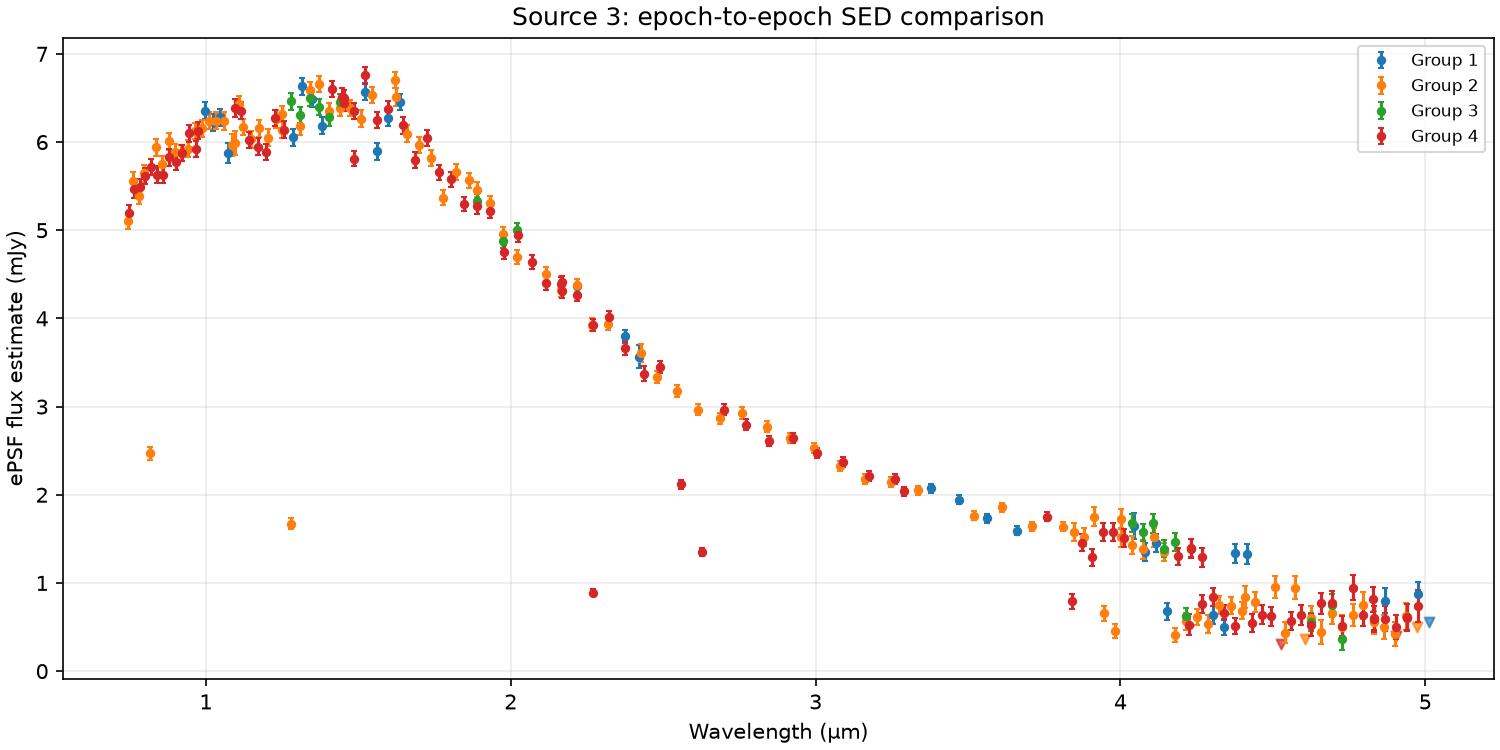 Source 3: epoch-to-epoch SED comparison
ePSF flux estimate (mJy)
7
6
5
4
3
2
1
0
Group 1
Group 2
Group 3
Group 4
1 2 3 4 5
Wavelength (μm)